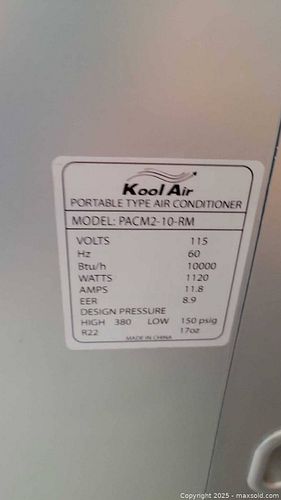 Kool Air
PORTABLE TYPE AIR CONDITIONER
MODEL: PACM2-10-RM
VOLTS 115
Hz 60
Btu/h 10000
WATTS 1120
AMPS 11.8
EER 8.9
DESIGN PRESSURE
HIGH 380 LOW 150 psig
R22 17oz
MADE IN CHINA
Copyright © 2025 - maxsold.com